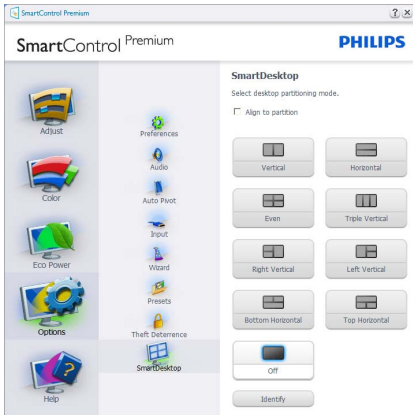 SmartControl Premium
SmartControl Premium
PHILIPS
Adjust
Color
Eco Power
Options
Help
Preferences
Audio
Auto Pivot
Input
Wizard
Presets
Theft Deterrence
SmartDesktop
SmartDesktop
Select desktop partitioning mode.
Align to partition
Vertical
Horizontal
Even
Triple Vertical
Right Vertical
Left Vertical
Bottom Horizontal
Top Horizontal
Off
Identify